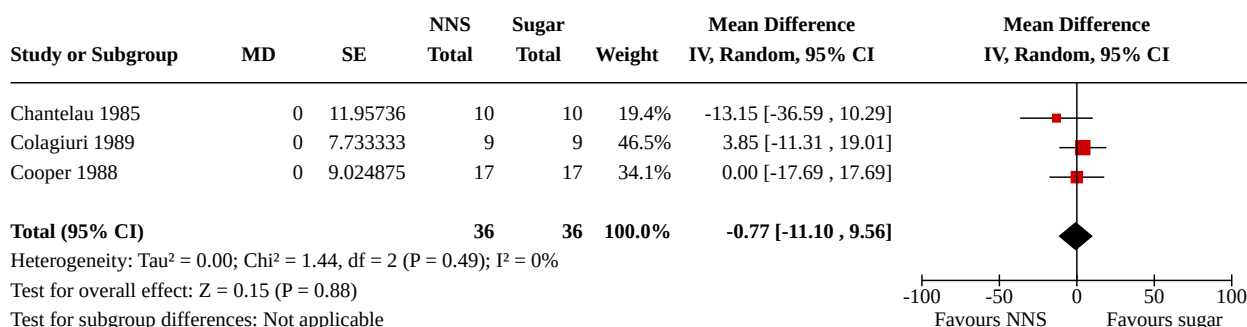 NNS Sugar Mean Difference Mean Difference
Study or Subgroup MD SE Total Total Weight IV, Random, 95% CI IV, Random, 95% CI
Chantelau 1985 0 11.95736 10 10 19.4% -13.15 [-36.59 , 10.29]
Colagiuri 1989 0 7.733333 9 9 46.5% 3.85 [-11.31 , 19.01]
Cooper 1988 0 9.024875 17 17 34.1% 0.00 [-17.69 , 17.69]
Total (95% CI) 36 36 100.0% -0.77 [-11.10 , 9.56]
Heterogeneity: Tau² = 0.00; Chi² = 1.44, df = 2 (P = 0.49); I² = 0%
Test for overall effect: Z = 0.15 (P = 0.88)
-100 -50 0 50 100
Test for subgroup differences: Not applicable
Favours NNS Favours sugar